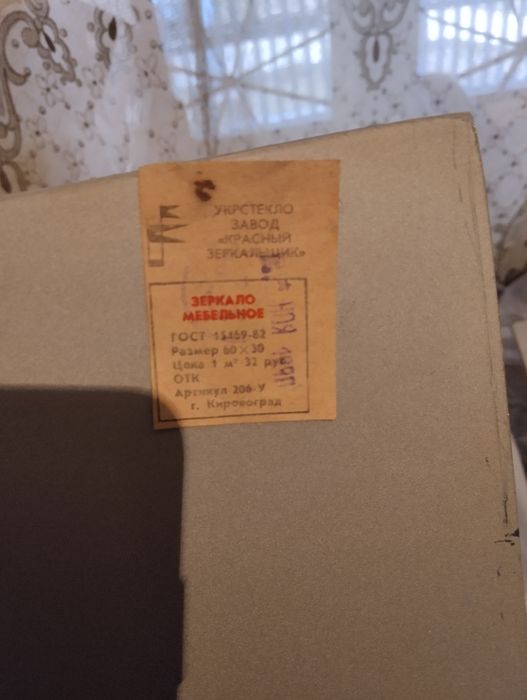 УКРСТЕКЛО
ЗАВОД
«КРАСНЫЙ
ЗЕРКАЛЬЩИК»
ЗЕРКАЛО
МЕБЕЛЬНОЕ
ГОСТ 15469-82
Размер 60×30
Цена 1 м² 32 руб
ОТК
Артикул 206-У
г. Кировоград